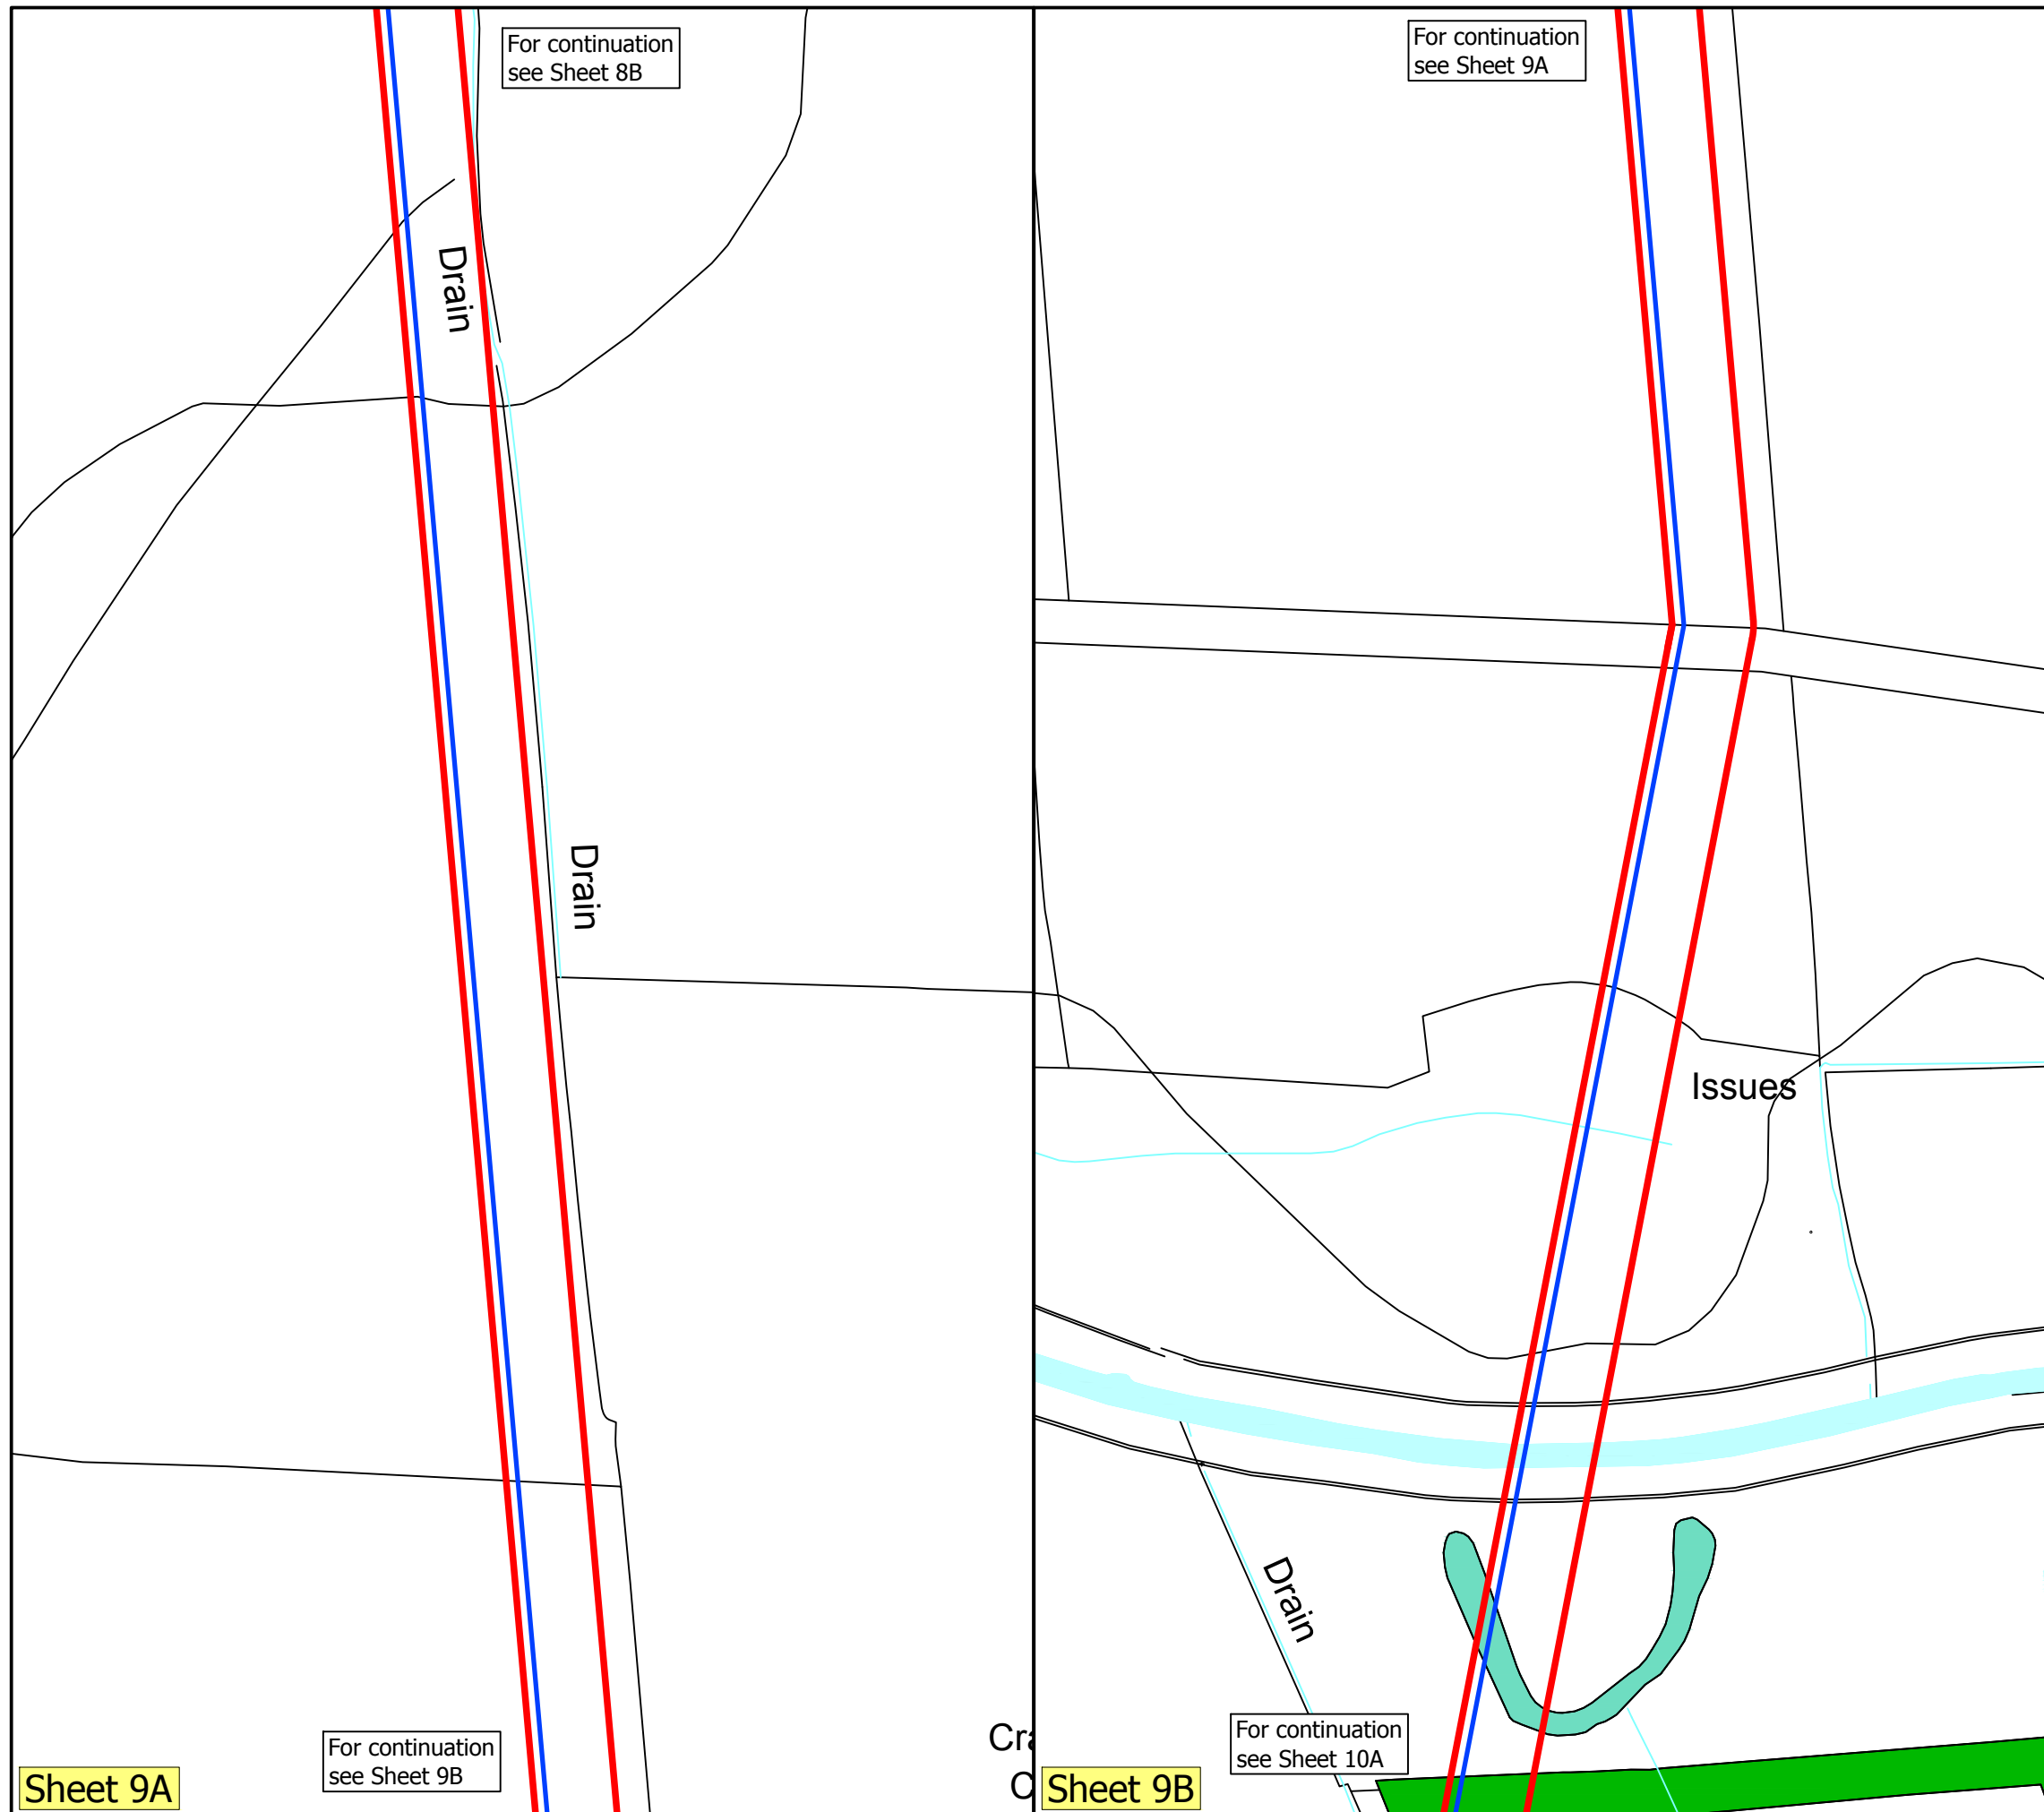 For continuation
see Sheet 8B
Drain
Drain
For continuation
see Sheet 9B
Sheet 9A
For continuation
see Sheet 9A
Issues
Drain
For continuation
see Sheet 10A
Sheet 9B